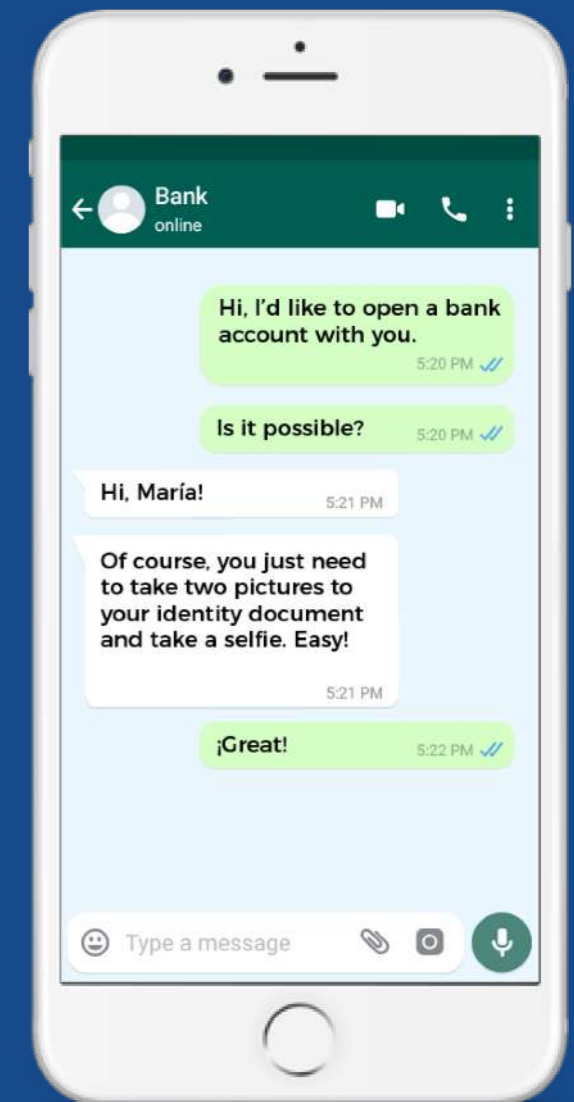 Bank
online
Hi, I'd like to open a bank
account with you.
5:20 PM
Is it possible?
5:20 PM
Hi, María!
5:21 PM
Of course, you just need
to take two pictures to
your identity document
and take a selfie. Easy!
5:21 PM
¡Great!
5:22 PM
Type a message